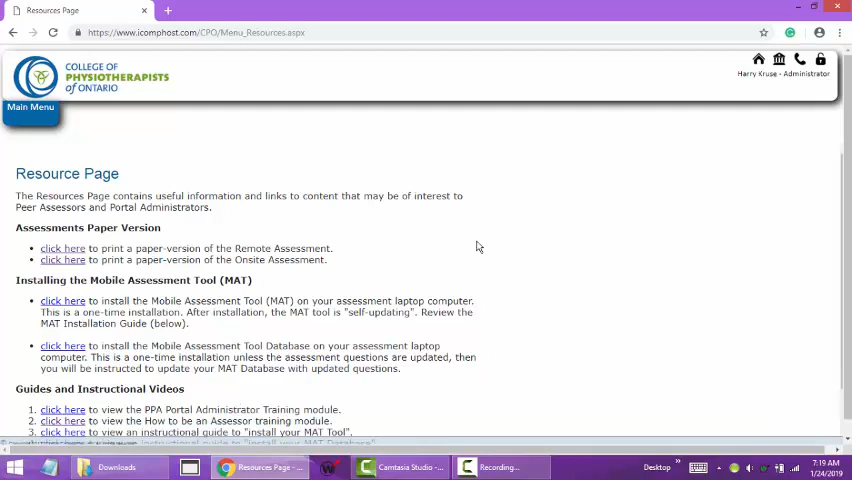 Resources Page
https://www.icomphost.com/CPO/Menu_Resources.aspx
COLLEGE OF
PHYSIOTHERAPISTS
of ONTARIO
Harry Kruse - Administrator
Main Menu
Resource Page
The Resources Page contains useful information and links to content that may be of interest to
Peer Assessors and Portal Administrators.
Assessments Paper Version
• click here to print a paper-version of the Remote Assessment.
• click here to print a paper-version of the Onsite Assessment.
Installing the Mobile Assessment Tool (MAT)
• click here to install the Mobile Assessment Tool (MAT) on your assessment laptop computer.
This is a one-time installation. After installation, the MAT tool is "self-updating". Review the
MAT Installation Guide (below).
• click here to install the Mobile Assessment Tool Database on your assessment laptop
computer. This is a one-time installation unless the assessment questions are updated, then
you will be instructed to update your MAT Database with updated questions.
Guides and Instructional Videos
1. click here to view the PPA Portal Administrator Training module.
2. click here to view the How to be an Assessor training module.
3. click here to view an instructional guide to "install your MAT Tool".
instructional guide to "install your MAT Database".
Downloads
Resources Page - ...
Camtasia Studio -...
Recording...
Desktop
7:19 AM
1/24/2019